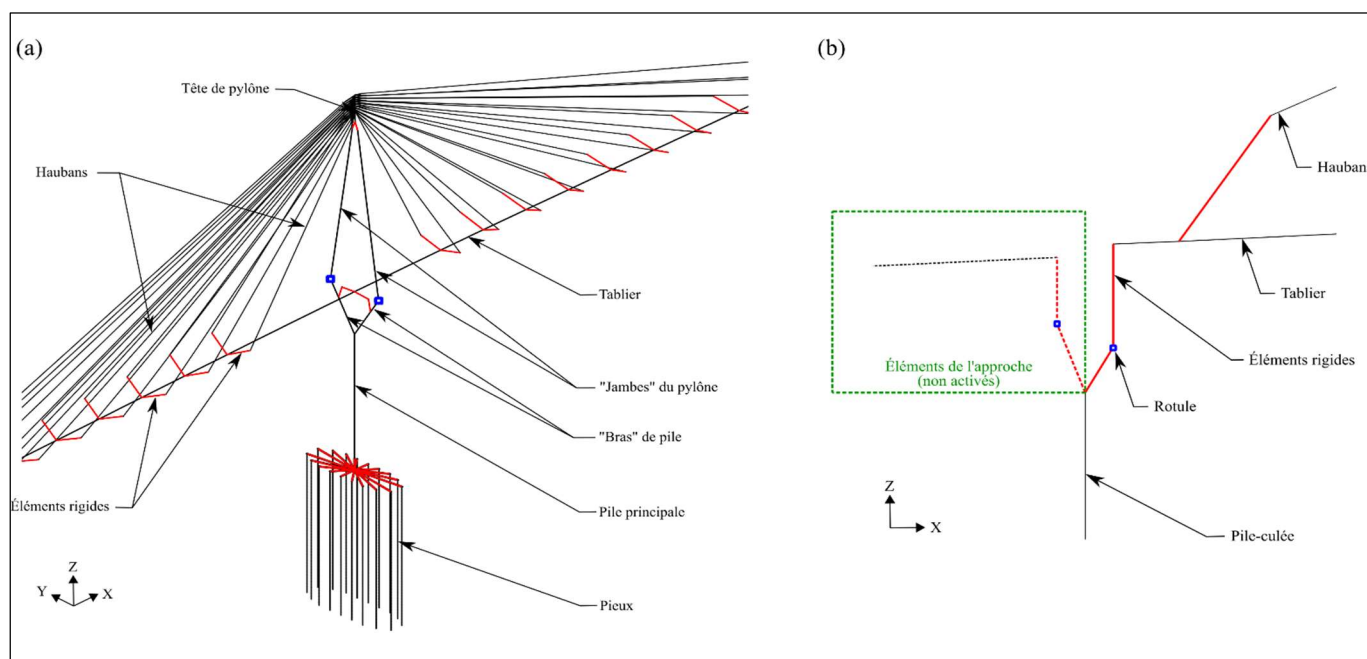 (a)
Tête de pylône
Haubans
Tablier
"Jambes" du pylône
"Bras" de pile
Éléments rigides
Pile principale
Pieux
Z
Y
X
(b)
Hauban
Tablier
Éléments de l'approche
(non activés)
Éléments rigides
Rotule
Z
X
Pile-culée